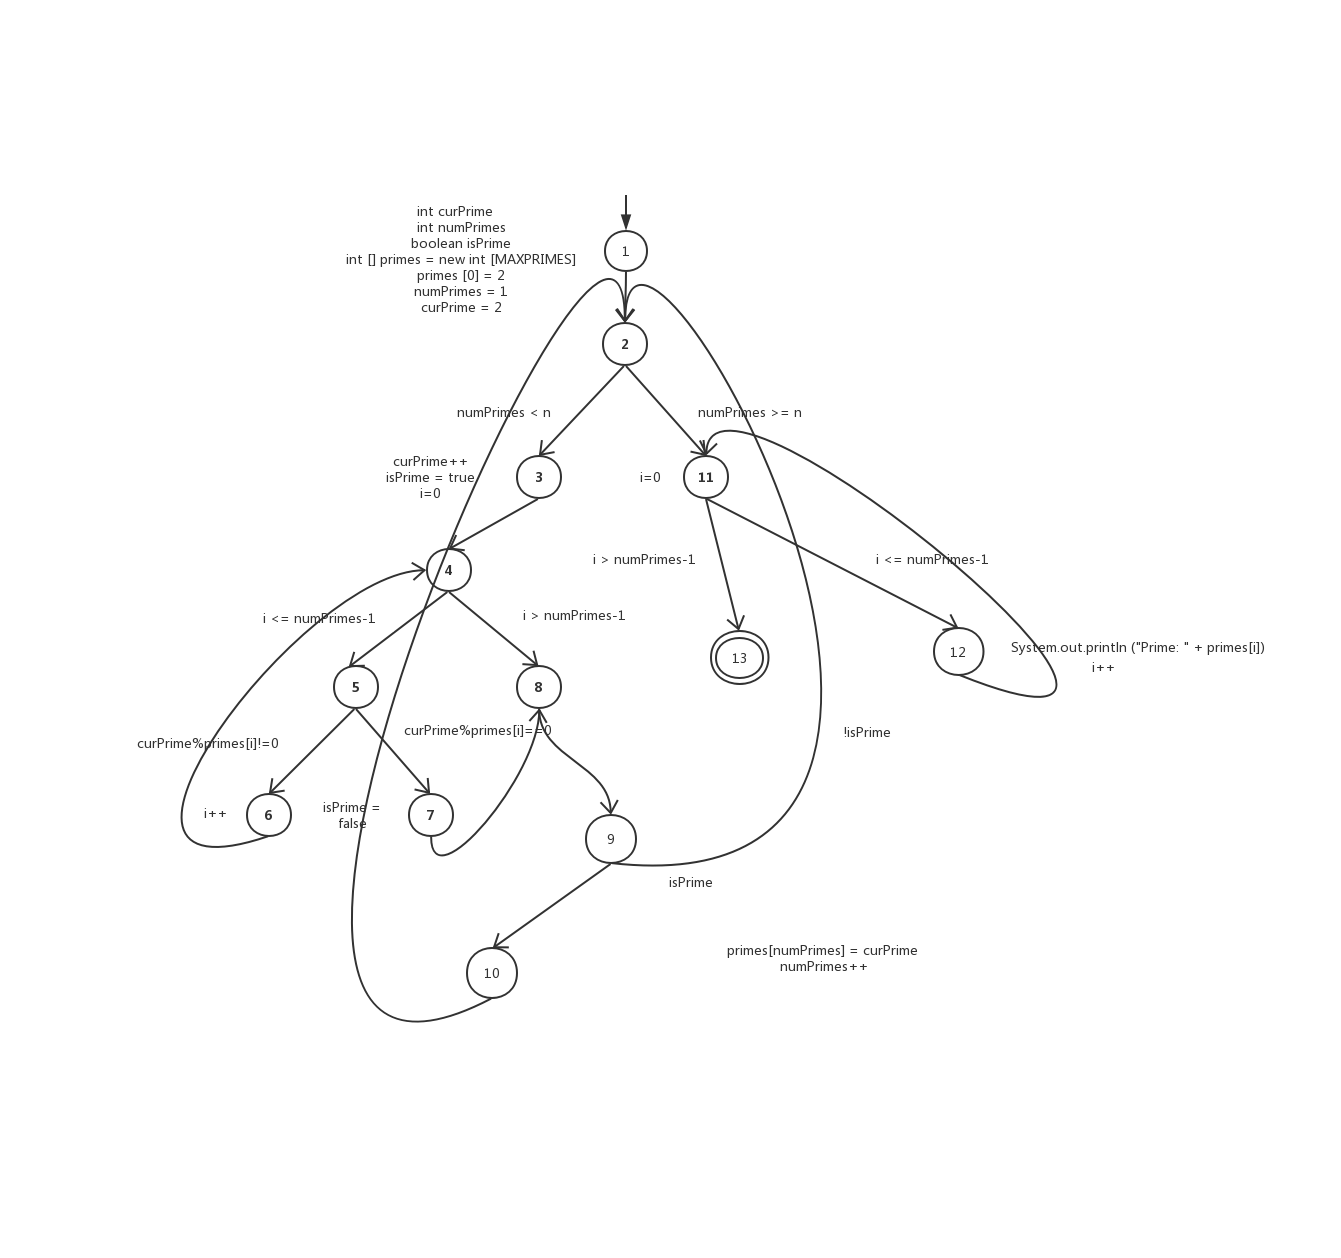 int curPrime
int numPrimes
boolean isPrime
int [] primes = new int [MAXPRIMES]
primes [0] = 2
numPrimes = 1
curPrime = 2
1
2
numPrimes < n
numPrimes >= n
curPrime++
isPrime = true
i=0
3
i=0
11
4
i > numPrimes-1
i <= numPrimes-1
i <= numPrimes-1
i > numPrimes-1
13
12
System.out.println ("Prime: " + primes[i])
i++
5
8
curPrime%primes[i]==0
!isPrime
curPrime%primes[i]!=0
i++
6
isPrime =
false
7
9
isPrime
primes[numPrimes] = curPrime
numPrimes++
10